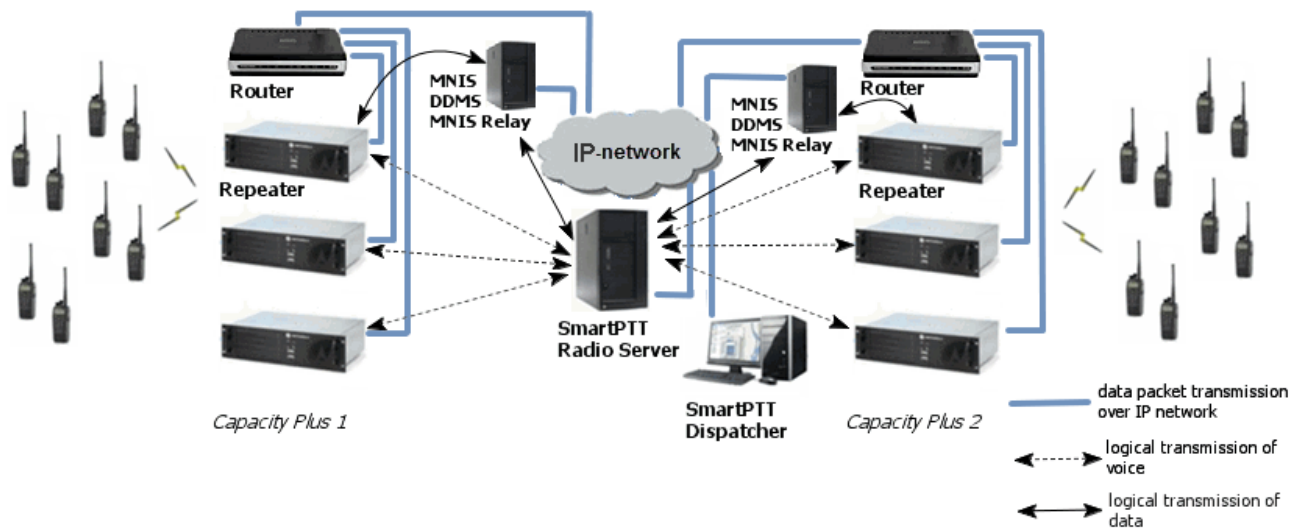 Router
MNIS
DDMS
MNIS Relay
Repeater
IP-network
MNIS
DDMS
MNIS Relay
Router
Repeater
SmartPTT
Radio Server
SmartPTT
Dispatcher
Capacity Plus 1
Capacity Plus 2
data packet transmission
over IP network
logical transmission of
voice
logical transmission of
data